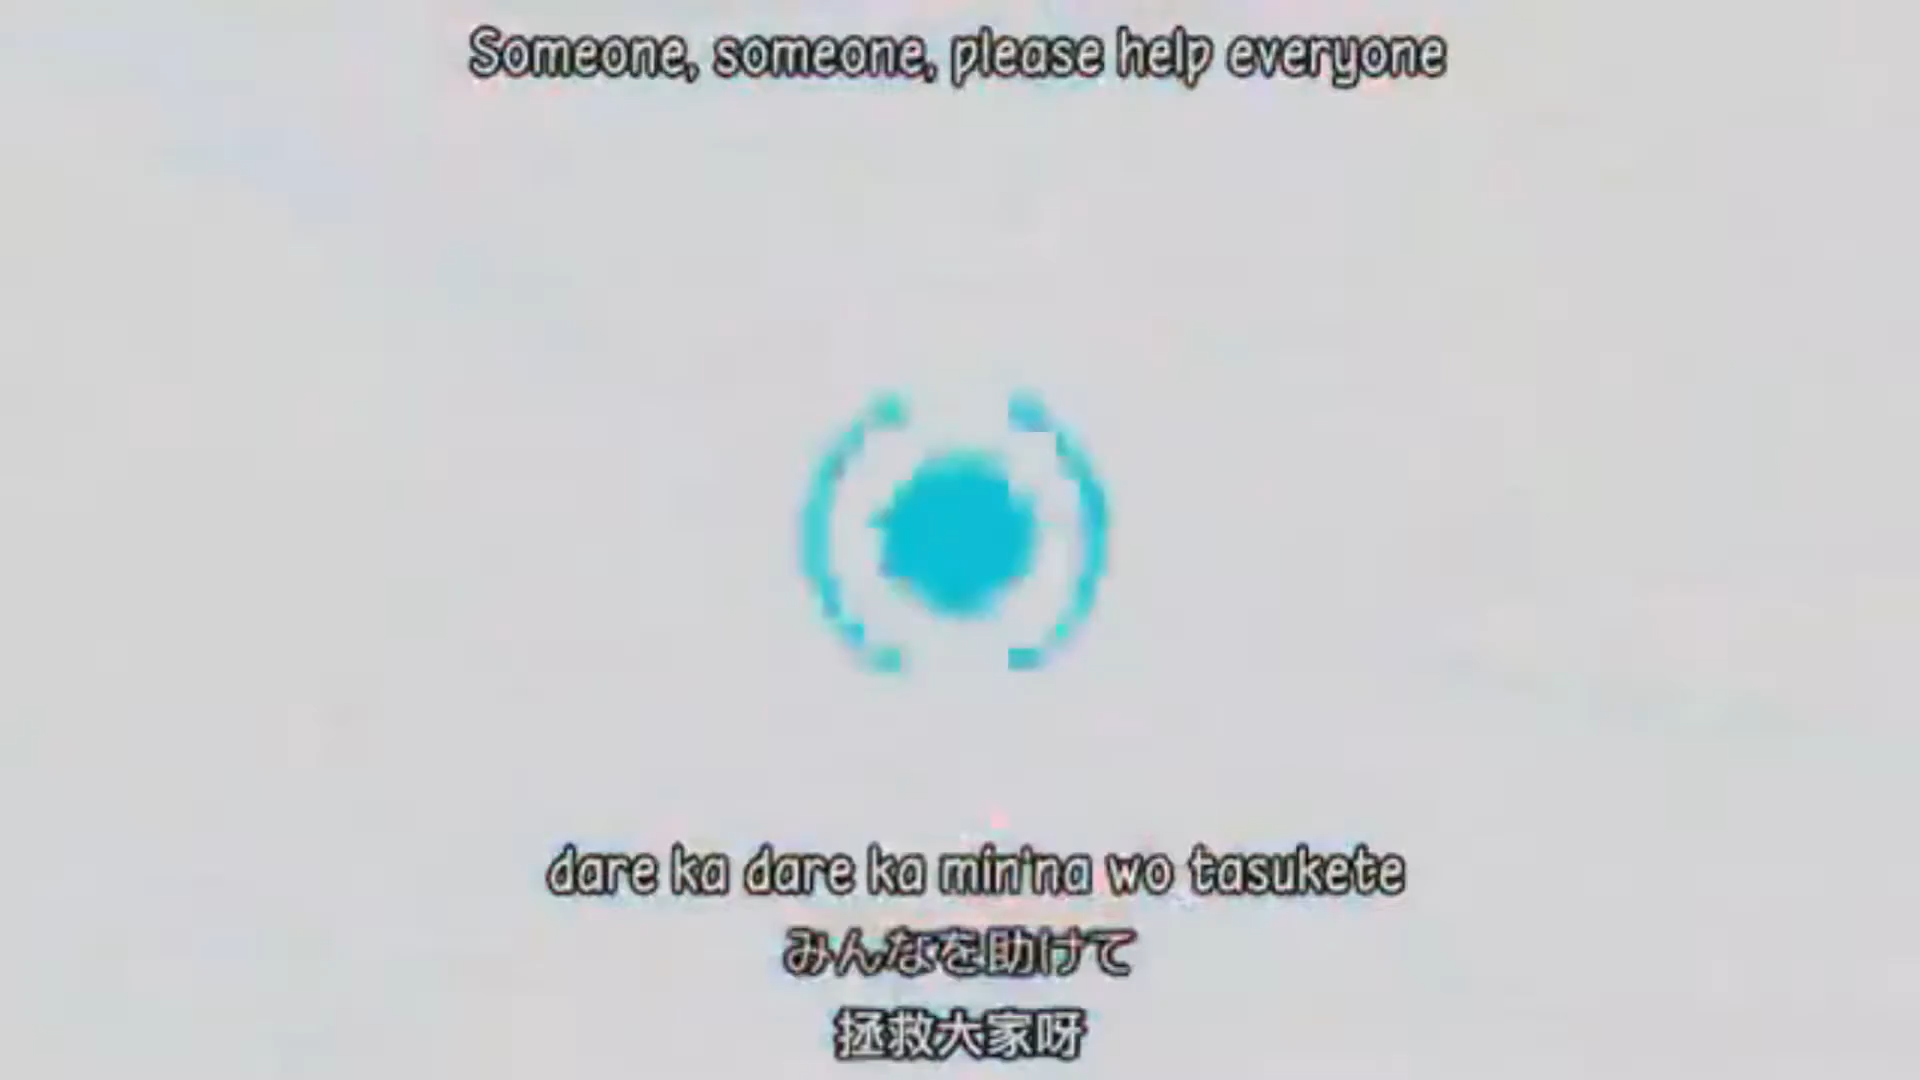 Someone, someone, please help everyone
dare ka dare ka min'na wo tasukete
みんなを助けて
拯救大家呀